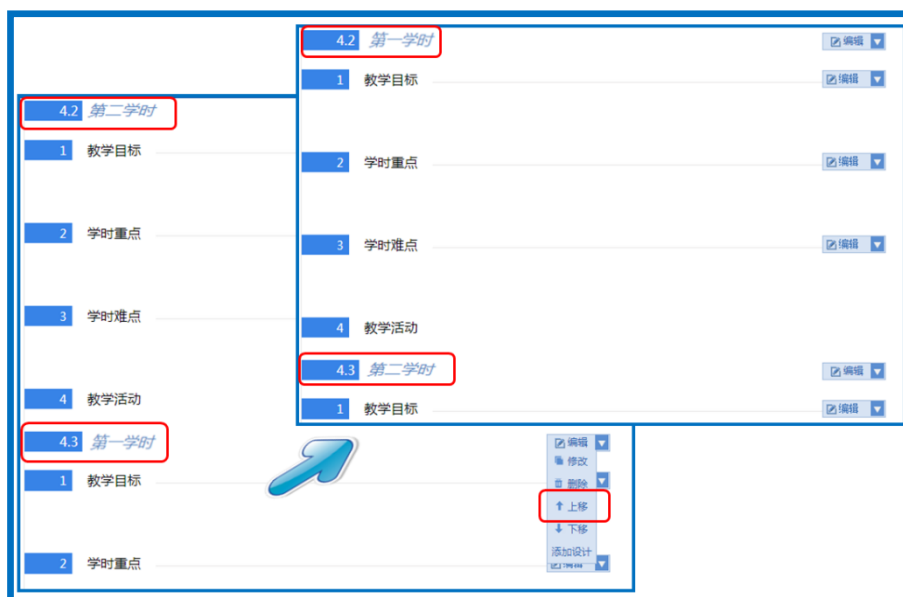 4.2 第一学时 编辑
1 教学目标 编辑
2 学时重点 编辑
3 学时难点 编辑
4 教学活动
4.3 第二学时 编辑
1 教学目标 编辑
4.2 第二学时
1 教学目标
2 学时重点
3 学时难点
4 教学活动
4.3 第一学时 编辑
修改
1 教学目标
删除
上移
下移
添加设计
2 学时重点 编辑